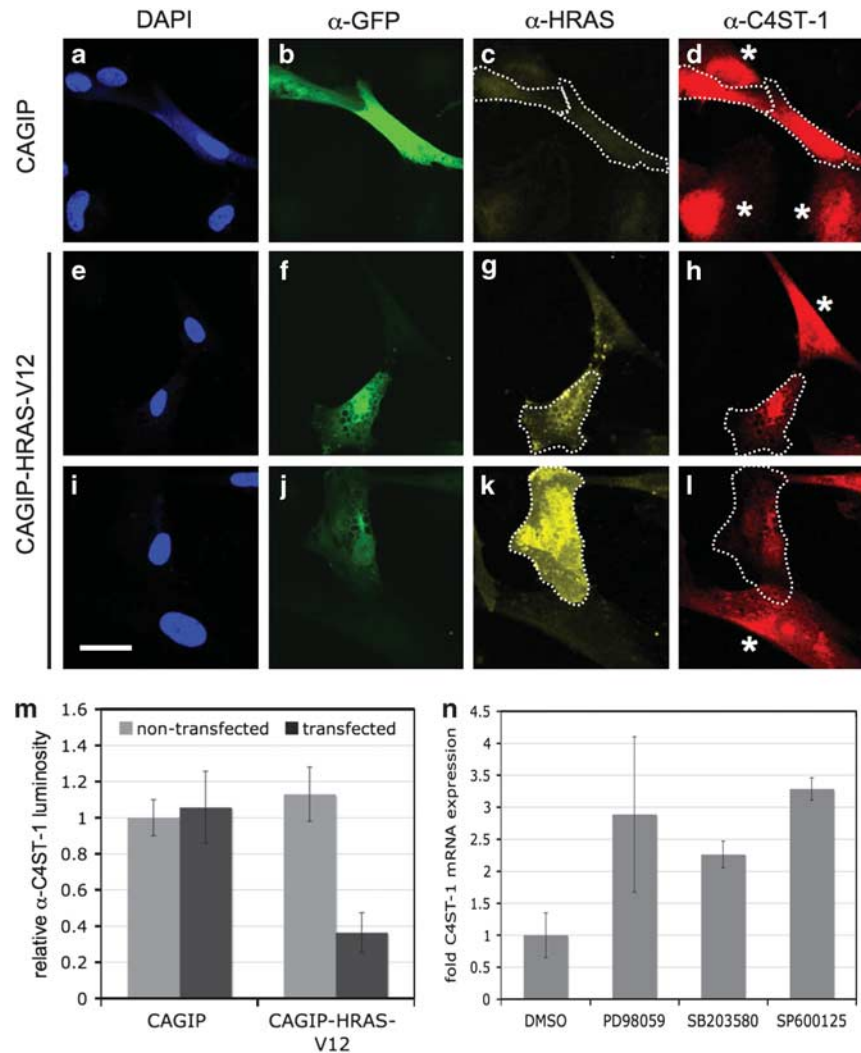 DAPI α-GFP α-HRAS α-C4ST-1
CAGIP
a b c d *
* *
CAGIP-HRAS-V12
e f g h *
i j k l
*
m
relative α-C4ST-1 luminosity
non-transfected transfected
1.6
1.4
1.2
1
0.8
0.6
0.4
0.2
0
CAGIP CAGIP-HRAS-
V12
n
fold C4ST-1 mRNA expression
4.5
4
3.5
3
2.5
2
1.5
1
0.5
0
DMSO PD98059 SB203580 SP600125